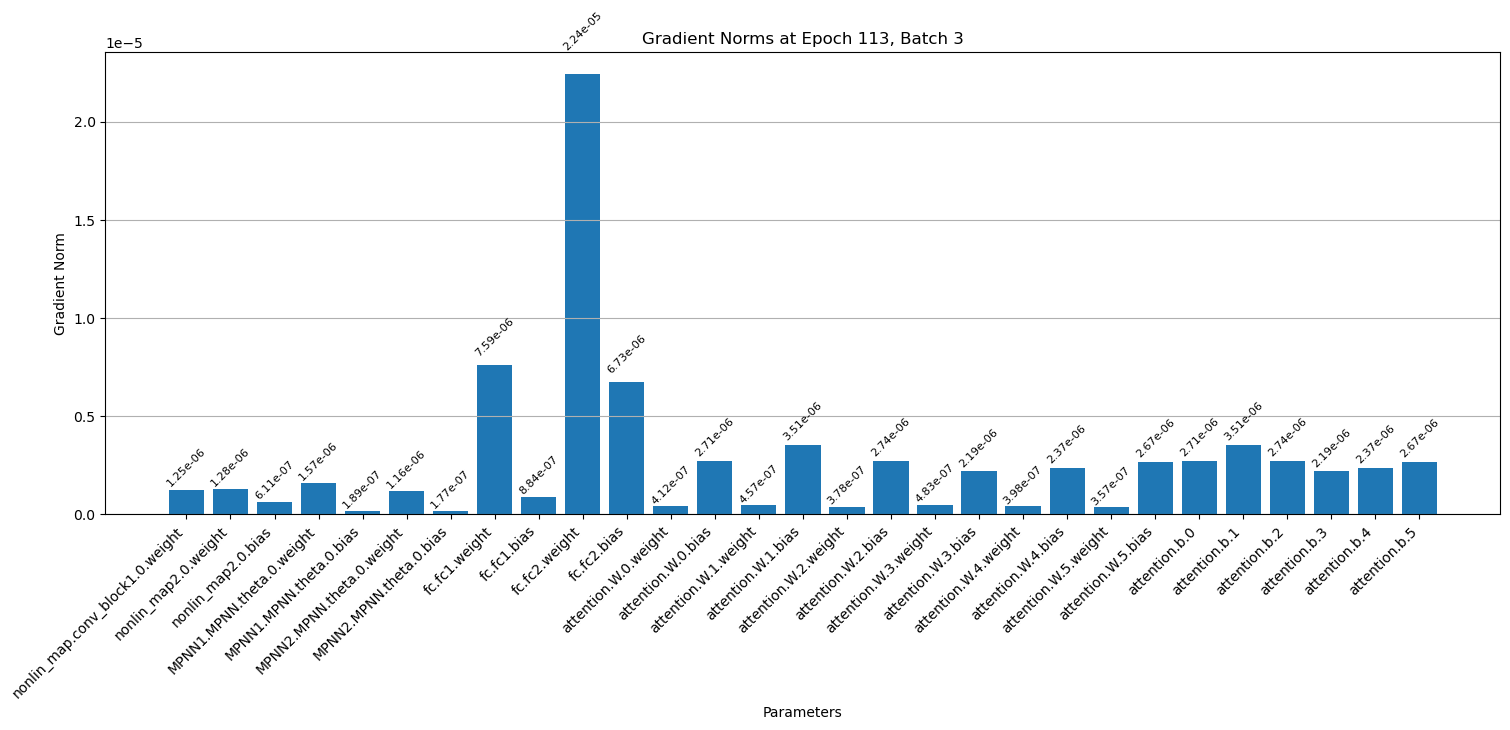 Gradient Norms at Epoch 113, Batch 3
1e−5
Gradient Norm
2.0
1.5
1.0
0.5
0.0
1.25e-06
1.28e-06
6.11e-07
1.57e-06
1.89e-07
1.16e-06
1.77e-07
7.59e-06
8.84e-07
2.24e-05
6.73e-06
4.12e-07
2.71e-06
4.57e-07
3.51e-06
3.78e-07
2.74e-06
4.83e-07
2.19e-06
3.98e-07
2.37e-06
3.57e-07
2.67e-06
2.71e-06
3.51e-06
2.74e-06
2.19e-06
2.37e-06
2.67e-06
nonlin_map.conv_block1.0.weight
nonlin_map2.0.weight
nonlin_map2.0.bias
MPNN1.MPNN.theta.0.weight
MPNN1.MPNN.theta.0.bias
MPNN2.MPNN.theta.0.weight
MPNN2.MPNN.theta.0.bias
fc.fc1.weight
fc.fc1.bias
fc.fc2.weight
fc.fc2.bias
attention.W.0.weight
attention.W.0.bias
attention.W.1.weight
attention.W.1.bias
attention.W.2.weight
attention.W.2.bias
attention.W.3.weight
attention.W.3.bias
attention.W.4.weight
attention.W.4.bias
attention.W.5.weight
attention.W.5.bias
attention.b.0
attention.b.1
attention.b.2
attention.b.3
attention.b.4
attention.b.5
Parameters